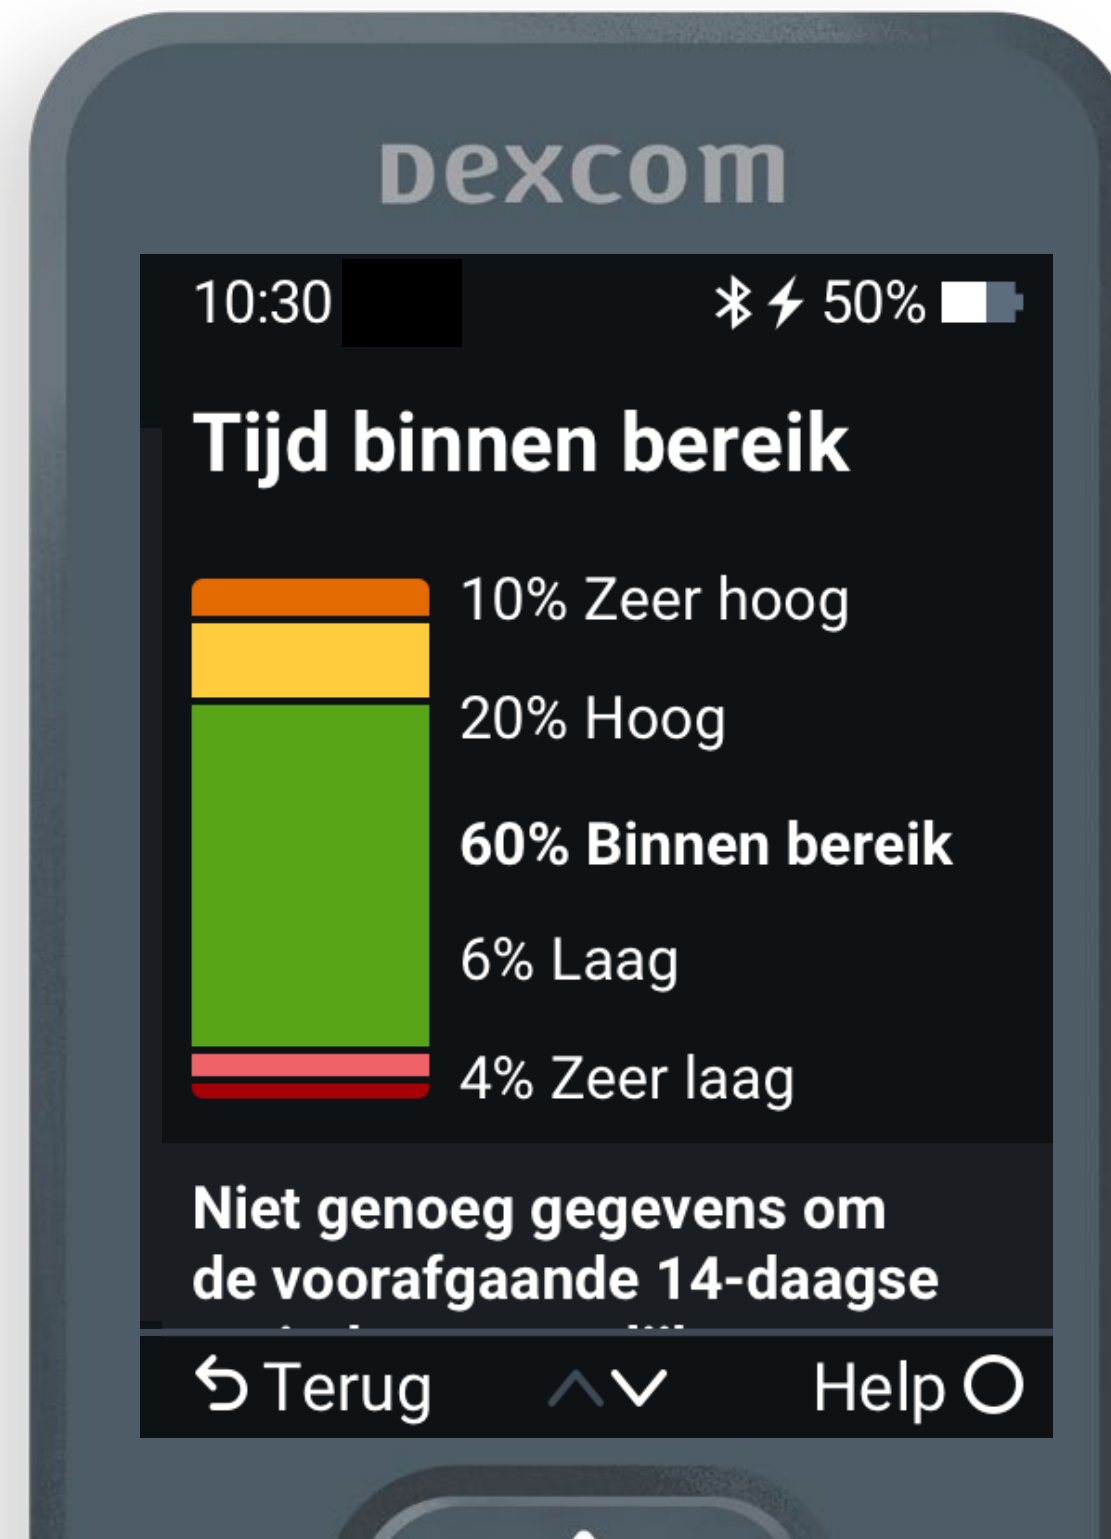 Dexcom
10:30 50%
Tijd binnen bereik
10% Zeer hoog
20% Hoog
60% Binnen bereik
6% Laag
4% Zeer laag
Niet genoeg gegevens om
de voorafgaande 14-daagse
Terug Help